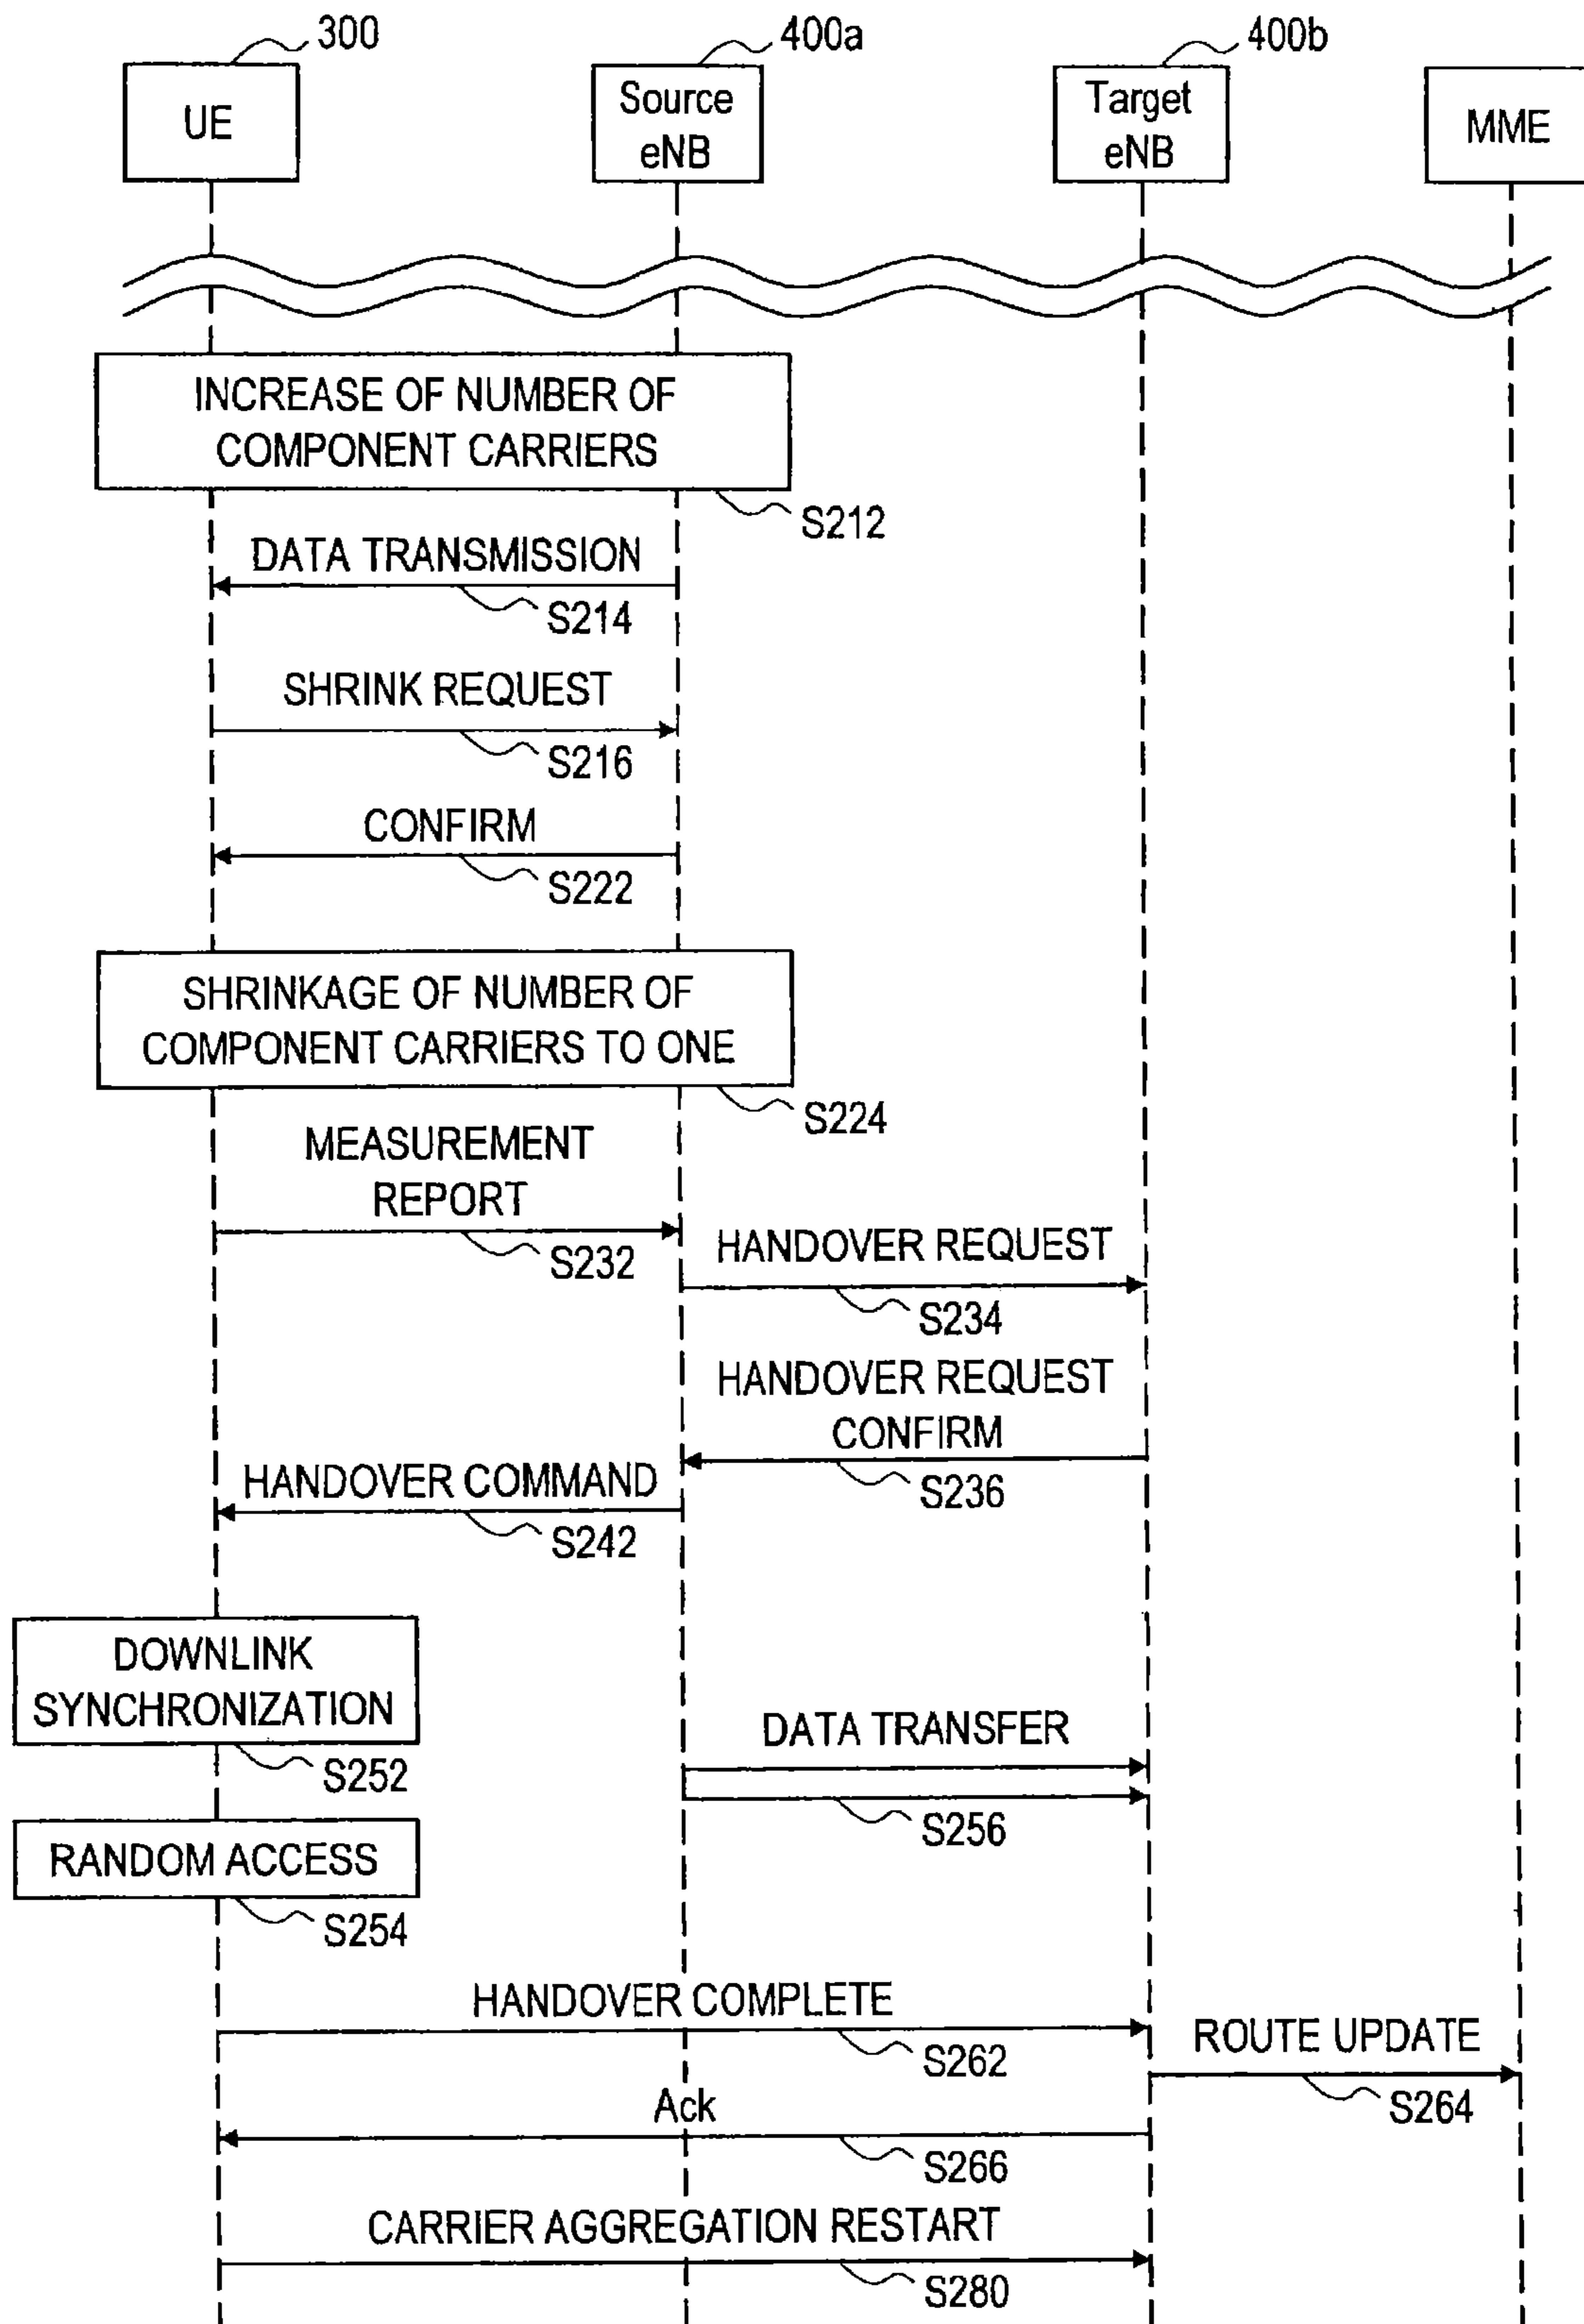 300
400a
400b
UE
Source
eNB
Target
eNB
MME
INCREASE OF NUMBER OF
COMPONENT CARRIERS
S212
DATA TRANSMISSION
S214
SHRINK REQUEST
S216
CONFIRM
S222
SHRINKAGE OF NUMBER OF
COMPONENT CARRIERS TO ONE
S224
MEASUREMENT
REPORT
S232
HANDOVER REQUEST
S234
HANDOVER REQUEST
CONFIRM
S236
HANDOVER COMMAND
S242
DOWNLINK
SYNCHRONIZATION
S252
DATA TRANSFER
S256
RANDOM ACCESS
S254
HANDOVER COMPLETE
S262
ROUTE UPDATE
S264
Ack
S266
CARRIER AGGREGATION RESTART
S280